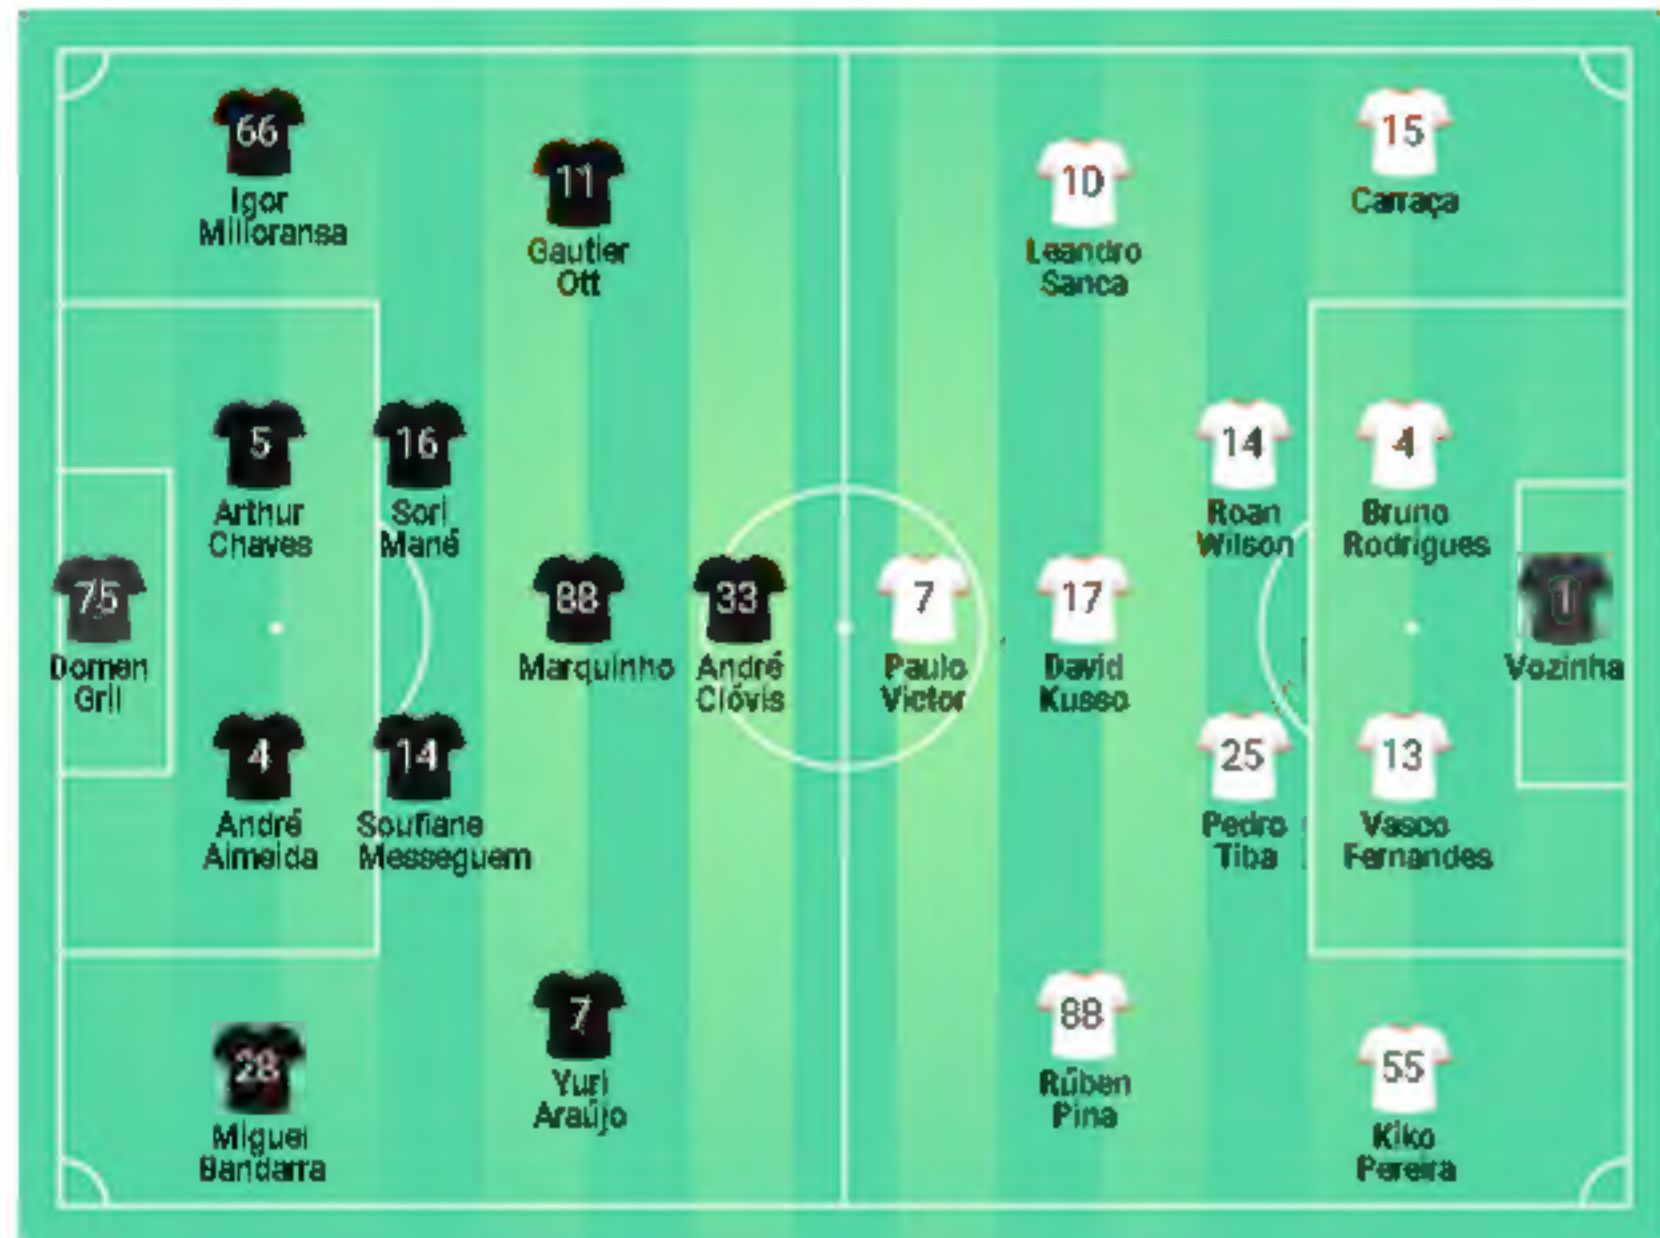 66
Igor
Milloransa
5
Arthur
Chaves
75
Domen
Gril
4
André
Almeida
28
Miguel
Bandarra
16
Sori
Mané
14
Soufiane
Messeguem
11
Gautier
Ott
88
Marquinho
7
Yuri
Araújo
33
André
Clóvis
7
Paulo
Victor
10
Leandro
Sanca
17
David
Kusso
88
Rúben
Pina
14
Roan
Wilson
25
Pedro
Tiba
15
Carraça
4
Bruno
Rodrigues
13
Vasco
Fernandes
55
Kiko
Pereira
1
Vozinha